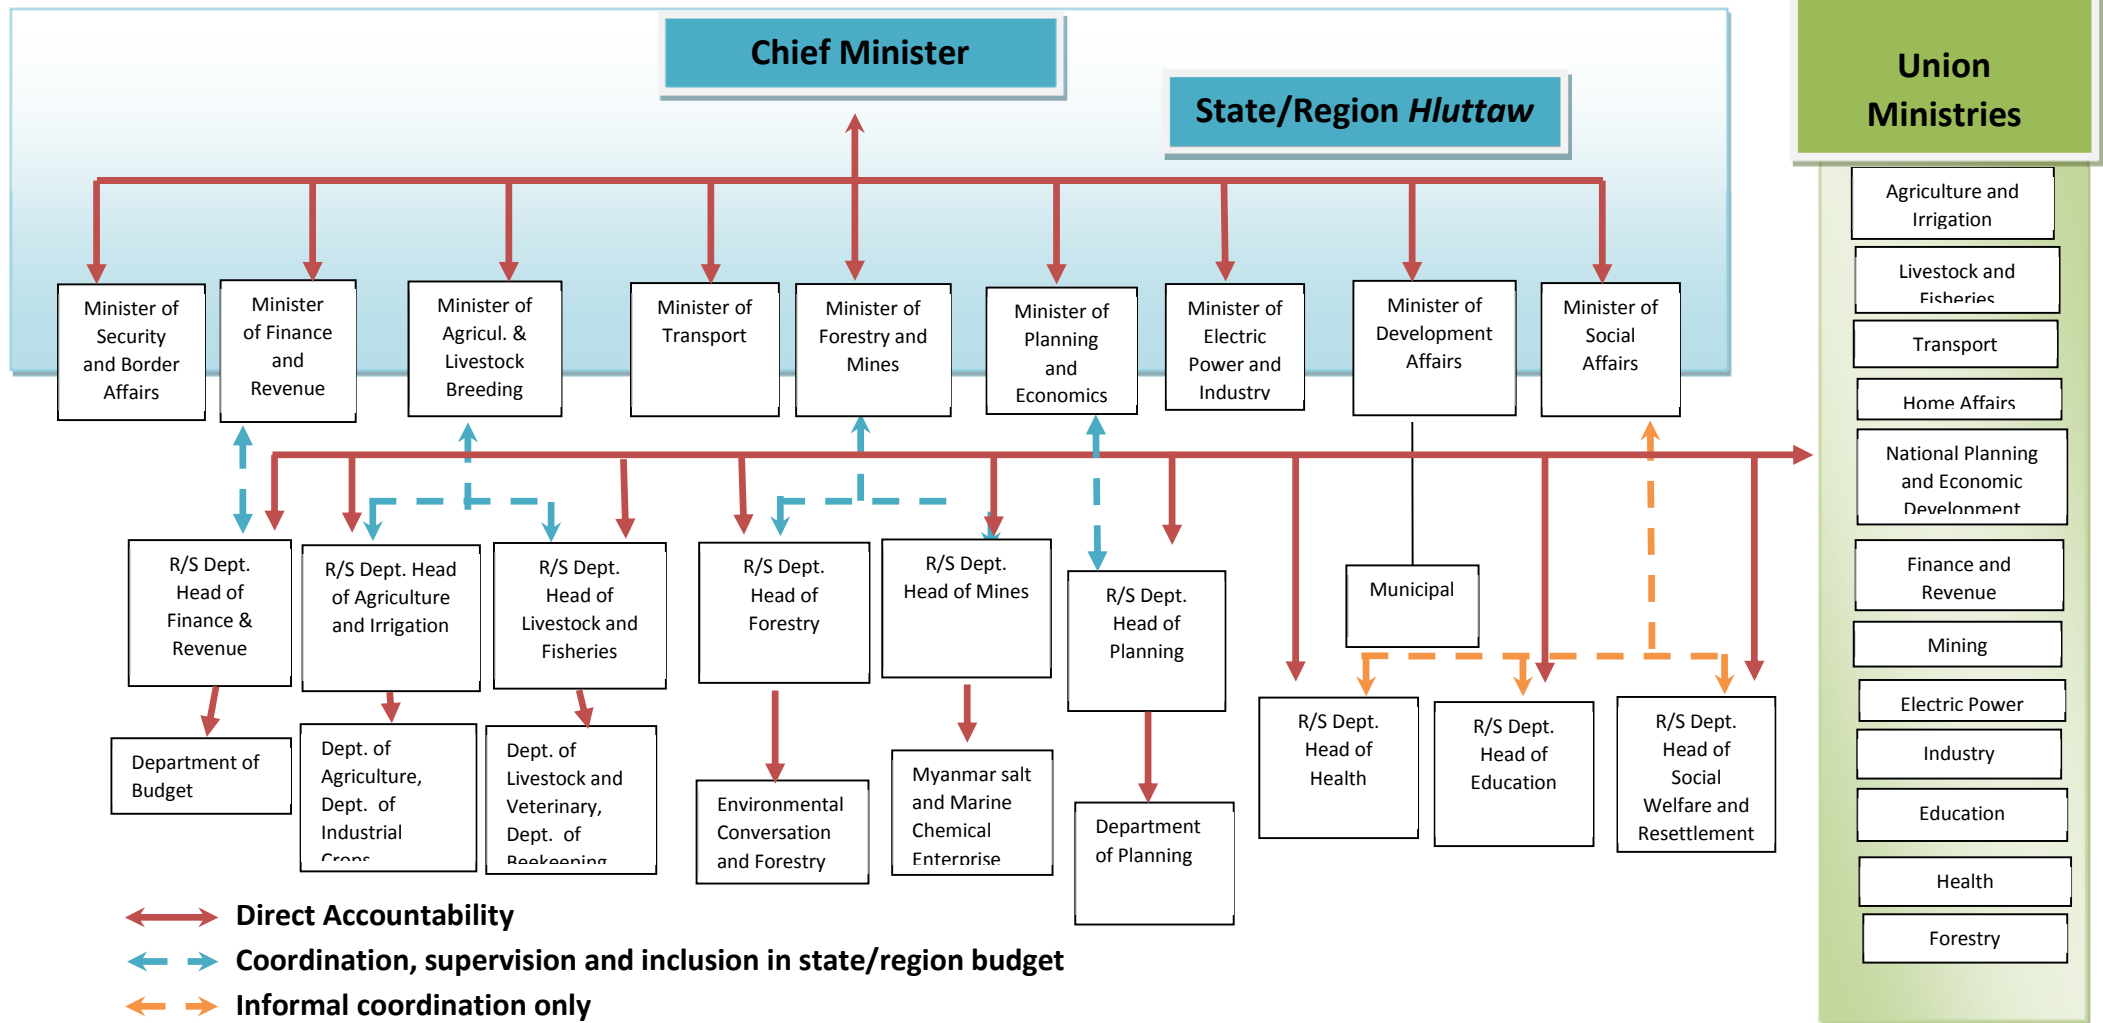 Chief Minister
State/Region Hluttaw
Union
Ministries
Minister of
Security
and Border
Affairs
Minister
of Finance
and
Revenue
Minister of
Agricul. &
Livestock
Breeding
Minister of
Transport
Minister of
Forestry and
Mines
Minister of
Planning
and
Economics
Minister of
Electric
Power and
Industry
Minister of
Development
Affairs
Minister of
Social
Affairs
R/S Dept.
Head of
Finance &
Revenue
R/S Dept. Head
of Agriculture
and Irrigation
R/S Dept.
Head of
Livestock and
Fisheries
R/S Dept.
Head of
Forestry
R/S Dept.
Head of Mines
R/S Dept.
Head of
Planning
Municipal
R/S Dept.
Head of
Health
R/S Dept.
Head of
Education
R/S Dept.
Head of
Social
Welfare and
Resettlement
Department of
Budget
Dept. of
Agriculture,
Dept. of
Industrial
Crops
Dept. of
Livestock and
Veterinary,
Dept. of
Beekeeping
Environmental
Conversation
and Forestry
Myanmar salt
and Marine
Chemical
Enterprise
Department
of Planning
Agriculture and
Irrigation
Livestock and
Fisheries
Transport
Home Affairs
National Planning
and Economic
Development
Finance and
Revenue
Mining
Electric Power
Industry
Education
Health
Forestry
Direct Accountability
Coordination, supervision and inclusion in state/region budget
Informal coordination only